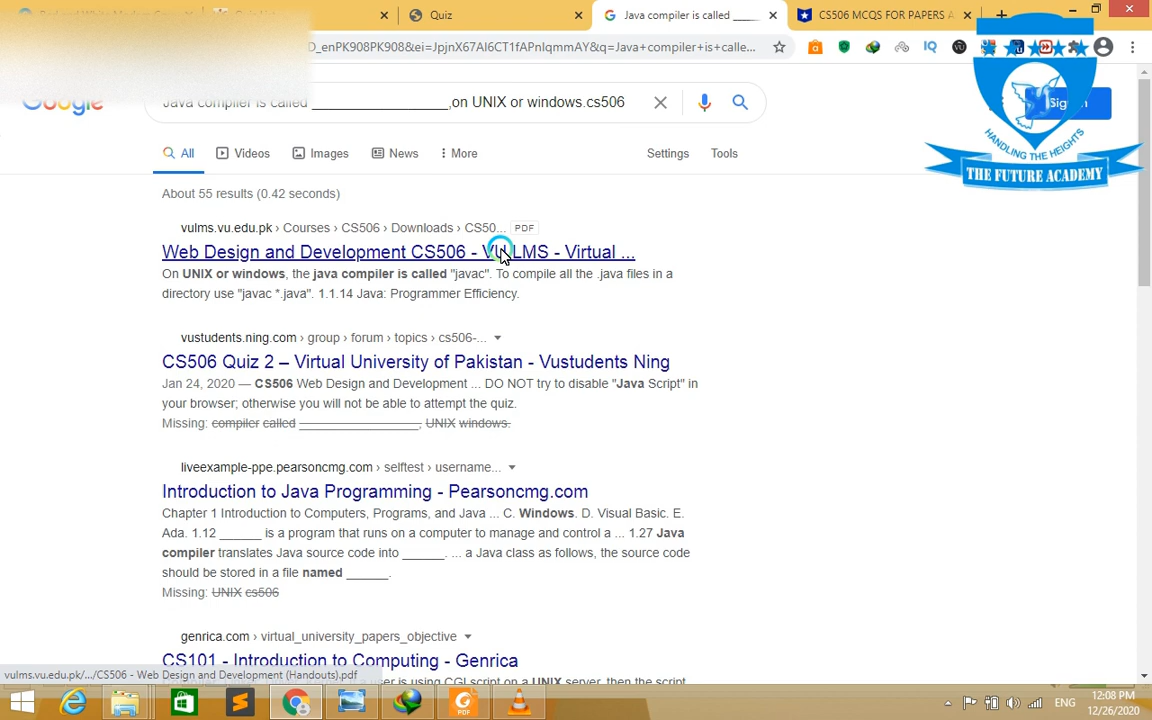 Quiz
Java compiler is called _____
CS506 MCQS FOR PAPERS A
D_enPK908PK908&ei=JpjnX67AI6CT1fAPnIqmmAY&q=Java+compiler+is+calle...
Google
Java compiler is called ____________________,on UNIX or windows.cs506
HANDLING THE HEIGHTS
THE FUTURE ACADEMY
All
Videos
Images
News
More
Settings
Tools
About 55 results (0.42 seconds)
vulms.vu.edu.pk › Courses › CS506 › Downloads › CS50... PDF
Web Design and Development CS506 - VULMS - Virtual ...
On UNIX or windows, the java compiler is called "javac". To compile all the .java files in a
directory use "javac *.java". 1.1.14 Java: Programmer Efficiency.
vustudents.ning.com › group › forum › topics › cs506-...
CS506 Quiz 2 – Virtual University of Pakistan - Vustudents Ning
Jan 24, 2020 — CS506 Web Design and Development ... DO NOT try to disable "Java Script" in
your browser; otherwise you will not be able to attempt the quiz.
Missing: compiler called ____________________, UNIX windows.
liveexample-ppe.pearsoncmg.com › selftest › username...
Introduction to Java Programming - Pearsoncmg.com
Chapter 1 Introduction to Computers, Programs, and Java ... C. Windows. D. Visual Basic. E.
Ada. 1.12 ______ is a program that runs on a computer to manage and control a ... 1.27 Java
compiler translates Java source code into ______. ... a Java class as follows, the source code
should be stored in a file named ______.
Missing: UNIX cs506
genrica.com › virtual_university_papers_objective
CS101 - Introduction to Computing - Genrica
user is using CGI script on a UNIX server, then the script
vulms.vu.edu.pk/.../CS506 - Web Design and Development (Handouts).pdf
ENG
12:08 PM
12/26/2020